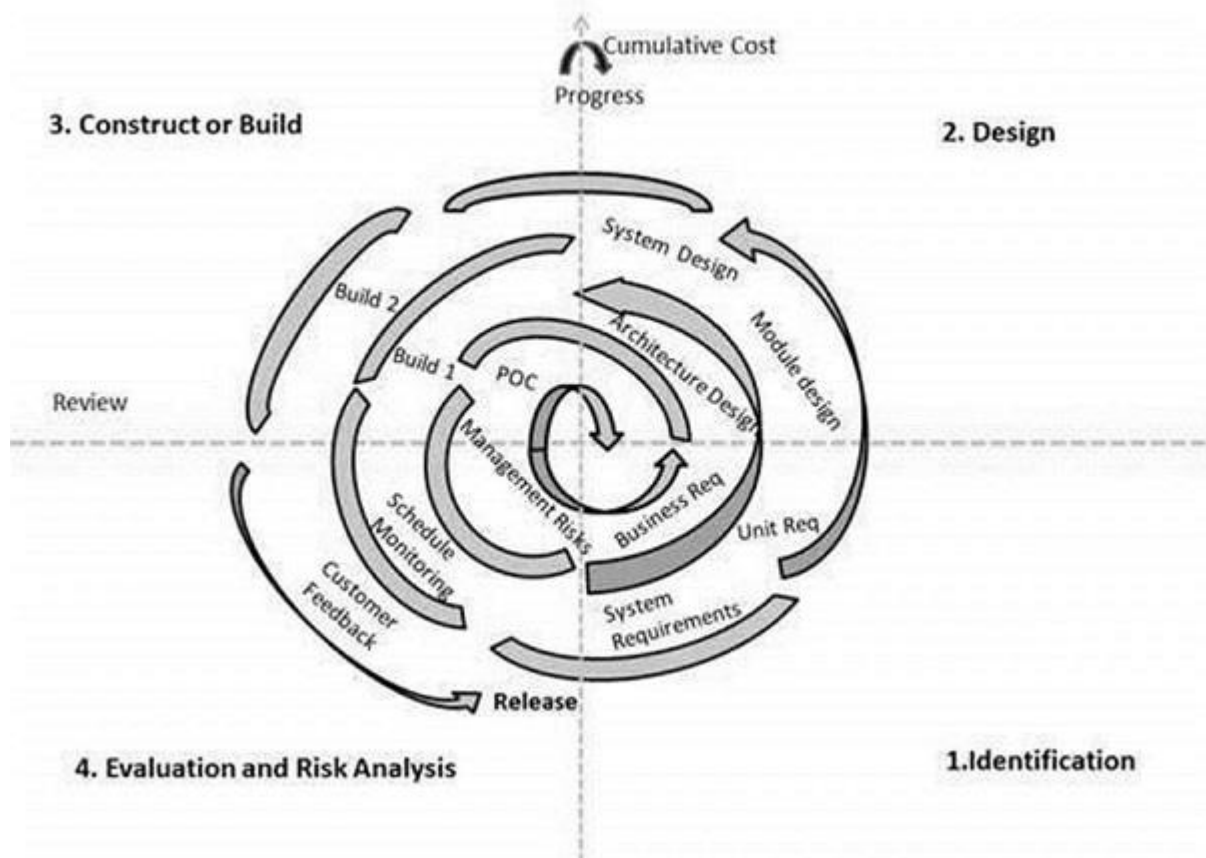 Cumulative Cost
Progress
3. Construct or Build
2. Design
System Design
Build 2
Module design
Architecture Design
Build 1
POC
Review
Management Risks
Business Req
Unit Req
Schedule
Monitoring
System
Requirements
Customer
Feedback
Release
4. Evaluation and Risk Analysis
1.Identification